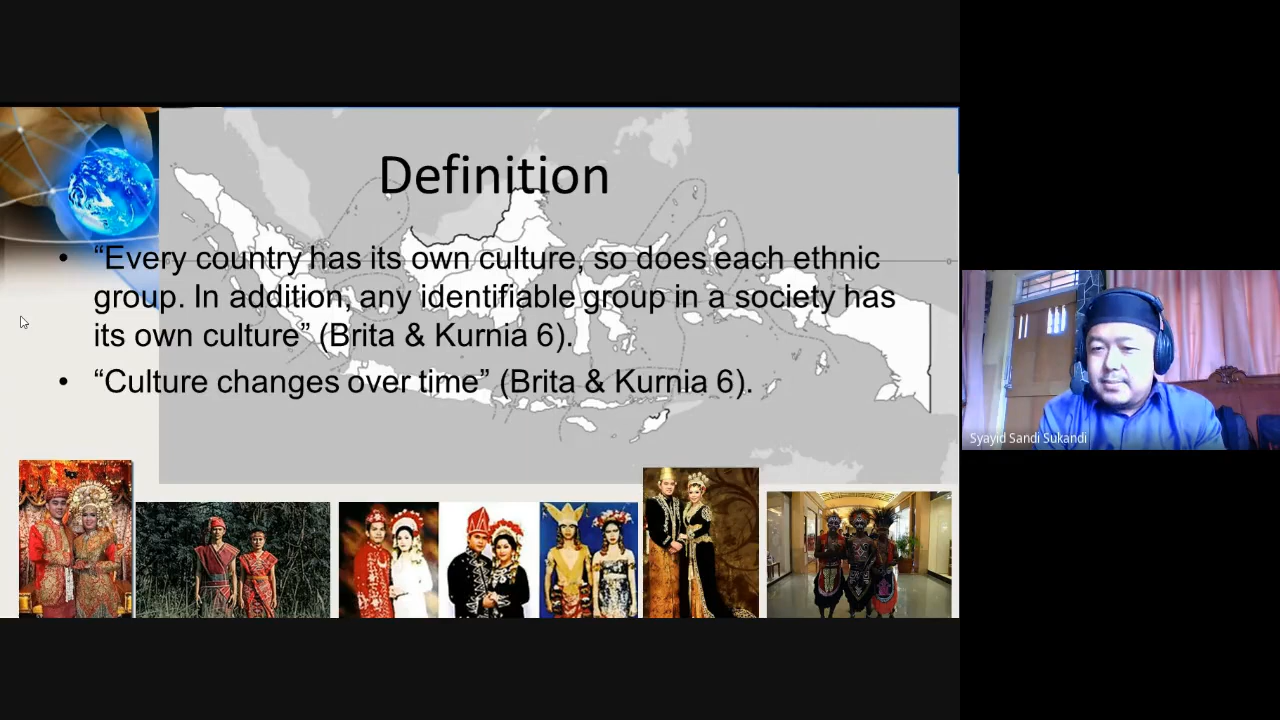 Definition
• “Every country has its own culture, so does each ethnic
group. In addition, any identifiable group in a society has
its own culture” (Brita & Kurnia 6).
• “Culture changes over time” (Brita & Kurnia 6).
Syayid Sandi Sukandi